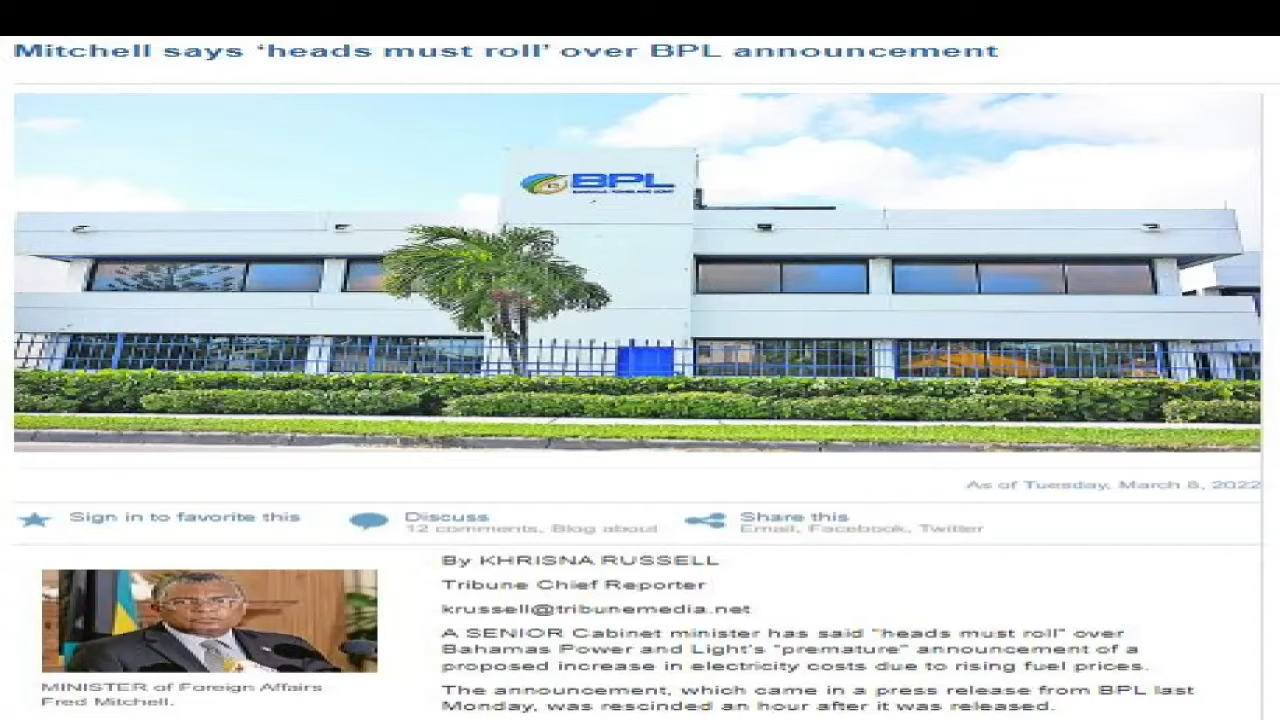 Mitchell says ‘heads must roll’ over BPL announcement
BPL
As of Tuesday, March 8, 2022
Sign in to favorite this
Discuss
12 comments, Blog about
Share this
Email, Facebook, Twitter
By KHRISNA RUSSELL
Tribune Chief Reporter
krussell@tribunemedia.net
A SENIOR Cabinet minister has said "heads must roll" over
Bahamas Power and Light's "premature" announcement of a
proposed increase in electricity costs due to rising fuel prices.
The announcement, which came in a press release from BPL last
Monday, was rescinded an hour after it was released.
MINISTER of Foreign Affairs
Fred Mitchell.